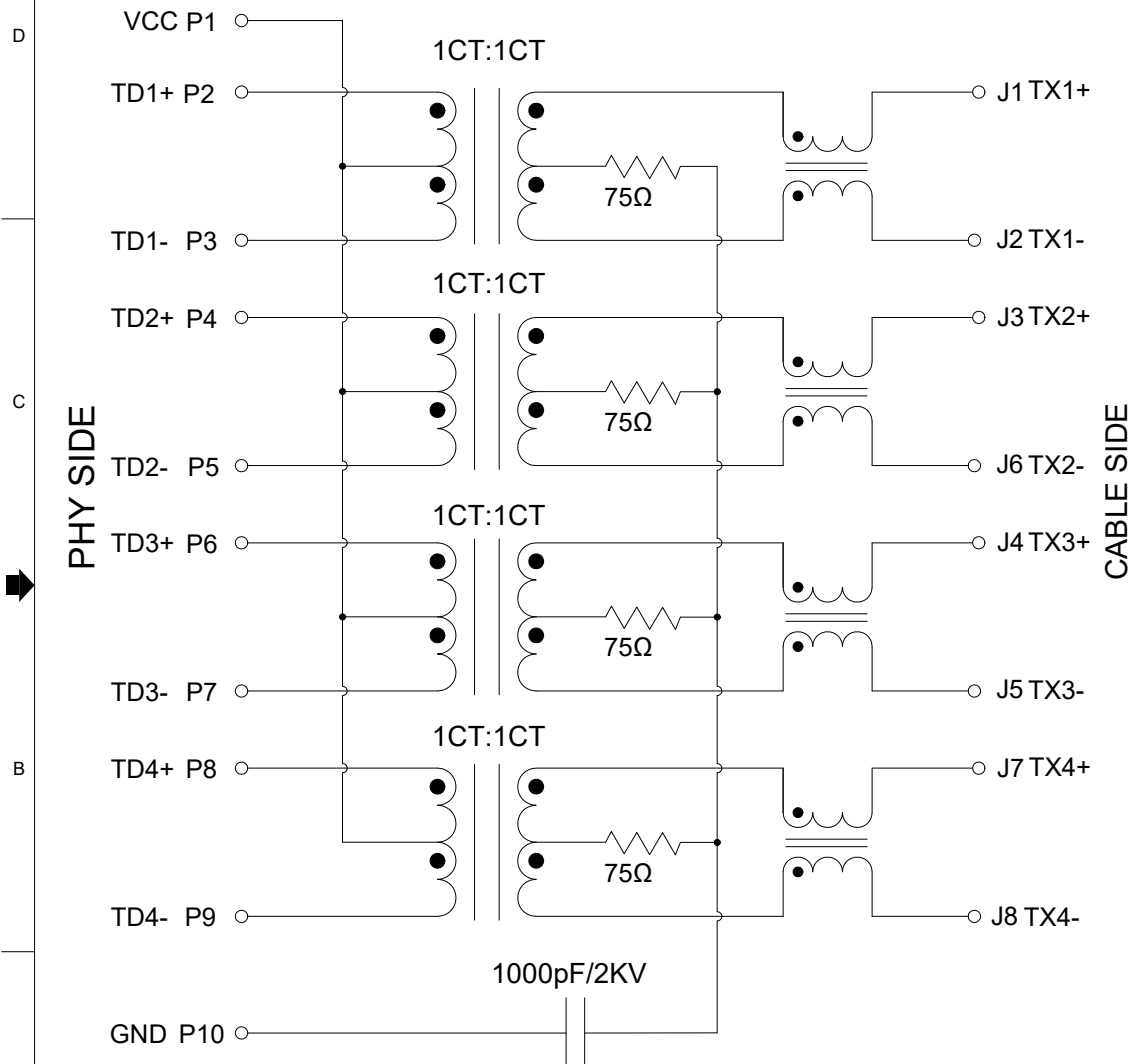 D
VCC P1
1CT:1CT
TD1+ P2
J1 TX1+
75Ω
TD1- P3
J2 TX1-
1CT:1CT
TD2+ P4
J3 TX2+
C
75Ω
PHY SIDE
CABLE SIDE
TD2- P5
J6 TX2-
1CT:1CT
TD3+ P6
J4 TX3+
75Ω
TD3- P7
J5 TX3-
1CT:1CT
B
TD4+ P8
J7 TX4+
75Ω
TD4- P9
J8 TX4-
1000pF/2KV
GND P10